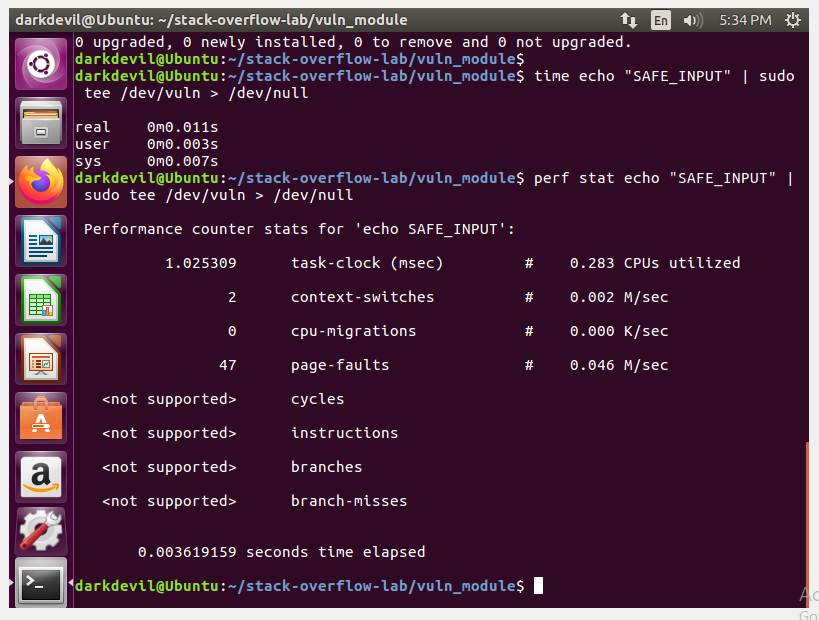 darkdevil@Ubuntu: ~/stack-overflow-lab/vuln_module
En
5:34 PM
0 upgraded, 0 newly installed, 0 to remove and 0 not upgraded.
darkdevil@Ubuntu:~/stack-overflow-lab/vuln_module$
darkdevil@Ubuntu:~/stack-overflow-lab/vuln_module$ time echo "SAFE_INPUT" | sudo
tee /dev/vuln > /dev/null
real 0m0.011s
user 0m0.003s
sys 0m0.007s
darkdevil@Ubuntu:~/stack-overflow-lab/vuln_module$ perf stat echo "SAFE_INPUT" |
sudo tee /dev/vuln > /dev/null
Performance counter stats for 'echo SAFE_INPUT':
1.025309 task-clock (msec) # 0.283 CPUs utilized
2 context-switches # 0.002 M/sec
0 cpu-migrations # 0.000 K/sec
47 page-faults # 0.046 M/sec
<not supported> cycles
<not supported> instructions
<not supported> branches
<not supported> branch-misses
0.003619159 seconds time elapsed
darkdevil@Ubuntu:~/stack-overflow-lab/vuln_module$